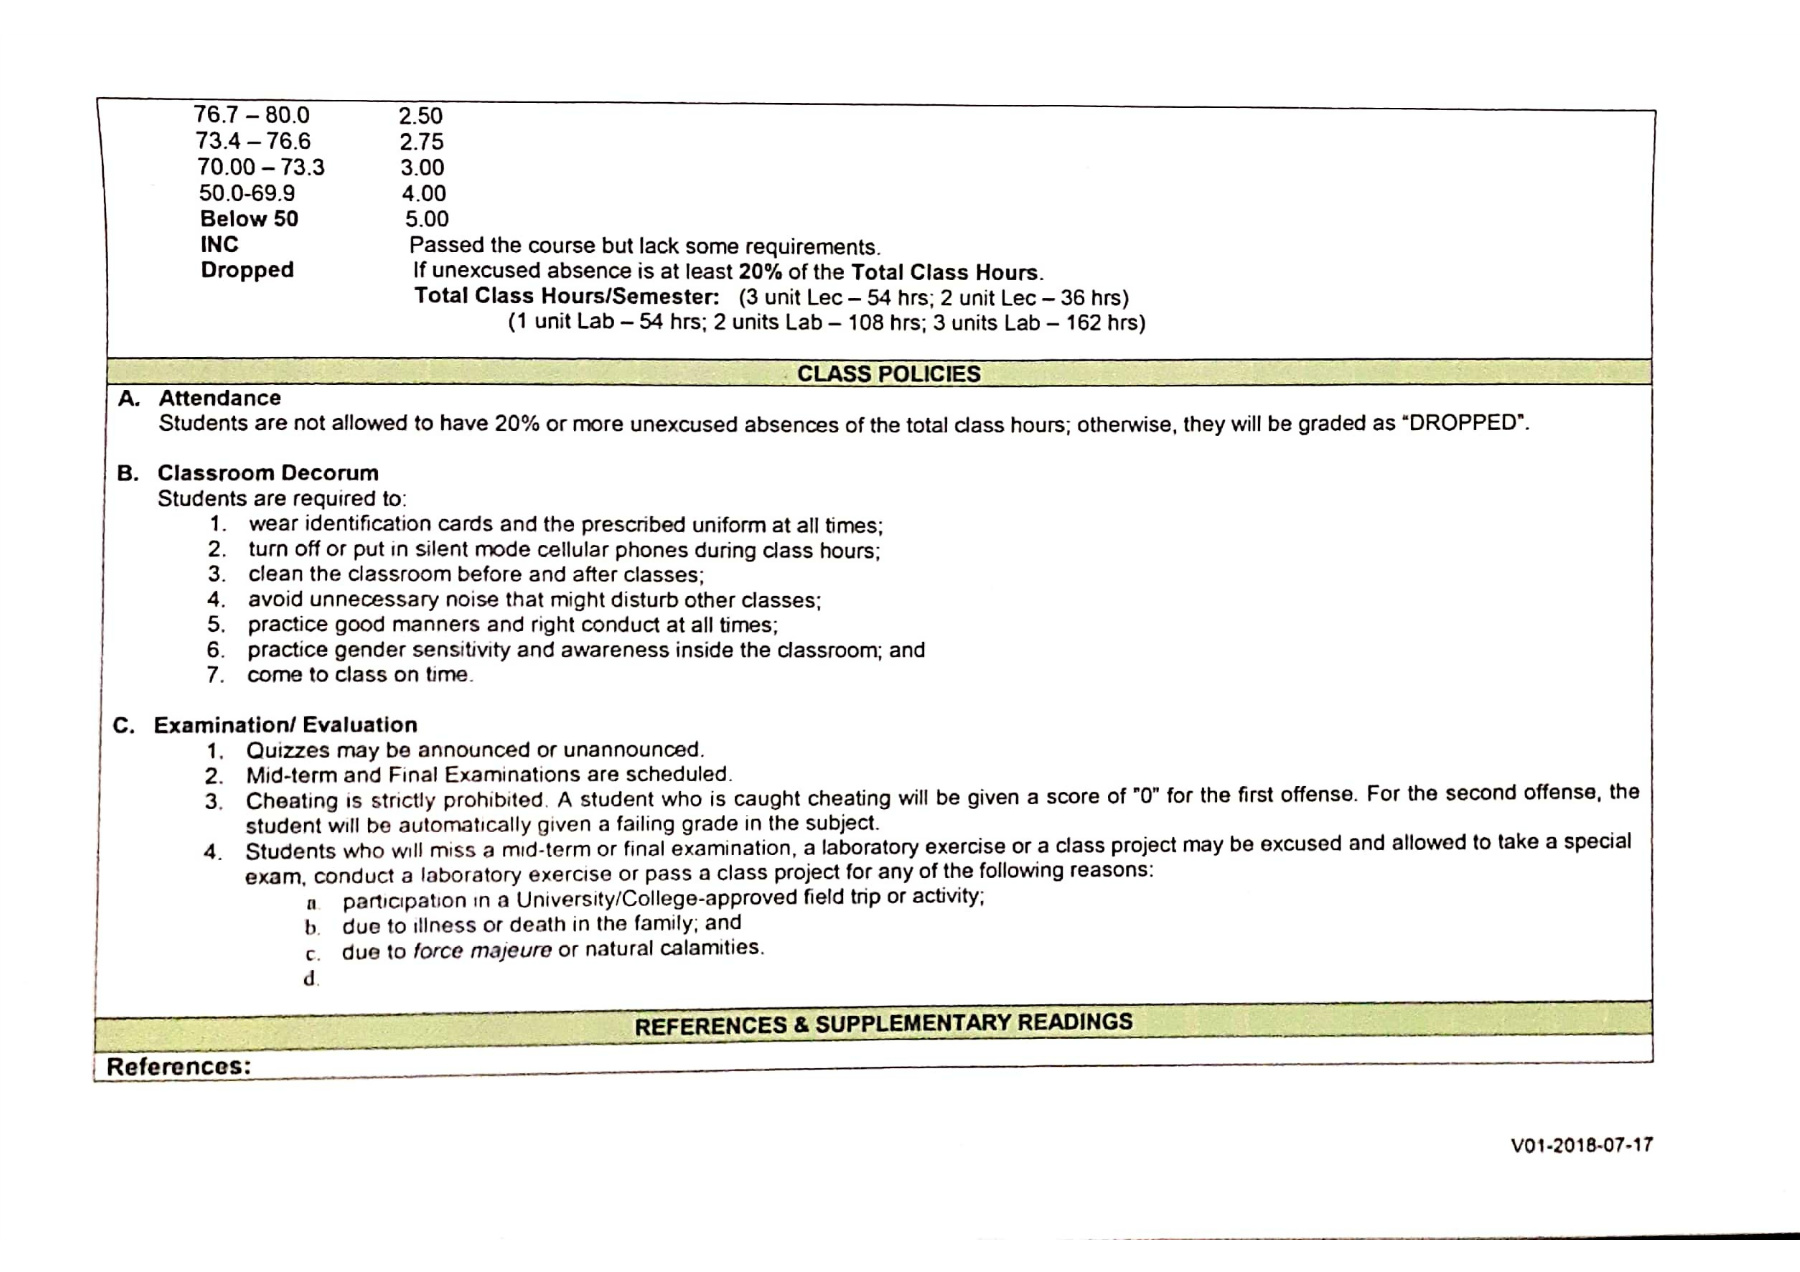 76.7 – 80.0 2.50
73.4 – 76.6 2.75
70.00 – 73.3 3.00
50.0-69.9 4.00
Below 50 5.00
INC Passed the course but lack some requirements.
Dropped If unexcused absence is at least 20% of the Total Class Hours.
Total Class Hours/Semester: (3 unit Lec – 54 hrs; 2 unit Lec – 36 hrs)
(1 unit Lab – 54 hrs; 2 units Lab – 108 hrs; 3 units Lab – 162 hrs)
CLASS POLICIES
A. Attendance
Students are not allowed to have 20% or more unexcused absences of the total class hours; otherwise, they will be graded as “DROPPED”.
B. Classroom Decorum
Students are required to:
1. wear identification cards and the prescribed uniform at all times;
2. turn off or put in silent mode cellular phones during class hours;
3. clean the classroom before and after classes;
4. avoid unnecessary noise that might disturb other classes;
5. practice good manners and right conduct at all times;
6. practice gender sensitivity and awareness inside the classroom; and
7. come to class on time.
C. Examination/ Evaluation
1. Quizzes may be announced or unannounced.
2. Mid-term and Final Examinations are scheduled.
3. Cheating is strictly prohibited. A student who is caught cheating will be given a score of "0" for the first offense. For the second offense, the
student will be automatically given a failing grade in the subject.
4. Students who will miss a mid-term or final examination, a laboratory exercise or a class project may be excused and allowed to take a special
exam, conduct a laboratory exercise or pass a class project for any of the following reasons:
a. participation in a University/College-approved field trip or activity;
b. due to illness or death in the family; and
c. due to force majeure or natural calamities.
d.
REFERENCES & SUPPLEMENTARY READINGS
References:
V01-2018-07-17